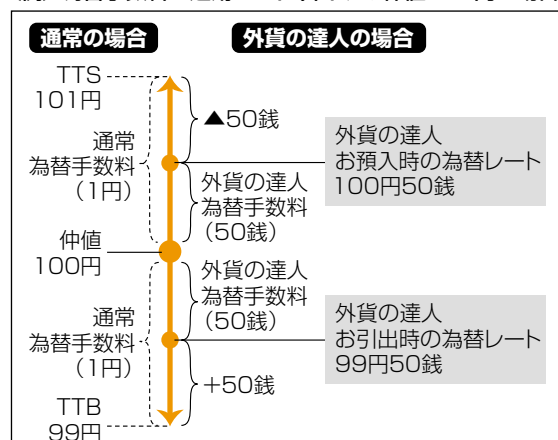 通常の場合
外貨の達人の場合
TTS
101円
▲50銭
通常
為替手数料
（1円）
外貨の達人
お預入時の為替レート
100円50銭
外貨の達人
為替手数料
（50銭）
仲値
100円
外貨の達人
為替手数料
（50銭）
通常
為替手数料
（1円）
外貨の達人
お引出時の為替レート
99円50銭
+50銭
TTB
99円